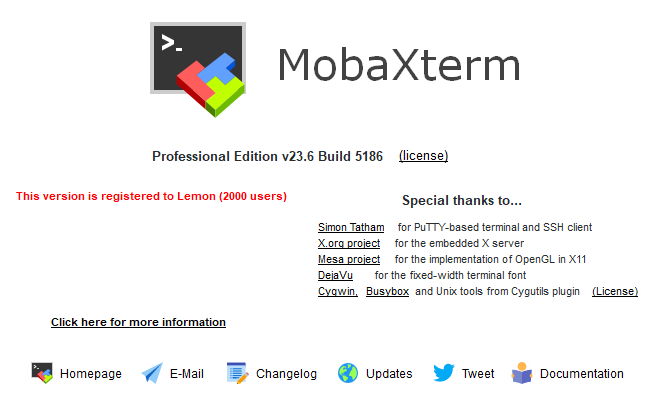 >_
MobaXterm
Professional Edition v23.6 Build 5186 (license)
This version is registered to Lemon (2000 users)
Special thanks to...
Simon Tatham for PuTTY-based terminal and SSH client
X.org project for the embedded X server
Mesa project for the implementation of OpenGL in X11
DejaVu for the fixed-width terminal font
Cygwin, Busybox and Unix tools from Cygutils plugin (License)
Click here for more information
Homepage E-Mail Changelog Updates Tweet Documentation